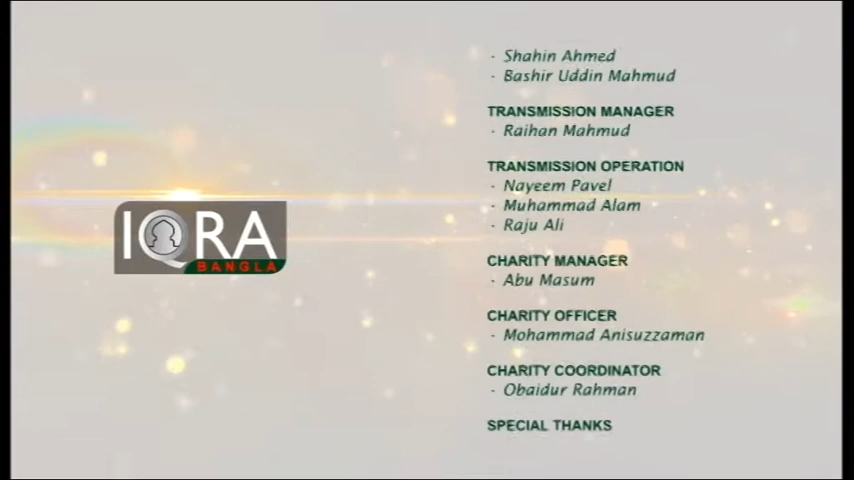 IQRA
BANGLA
- Shahin Ahmed
- Bashir Uddin Mahmud
TRANSMISSION MANAGER
- Raihan Mahmud
TRANSMISSION OPERATION
- Nayeem Pavel
- Muhammad Alam
- Raju Ali
CHARITY MANAGER
- Abu Masum
CHARITY OFFICER
- Mohammad Anisuzzaman
CHARITY COORDINATOR
- Obaidur Rahman
SPECIAL THANKS